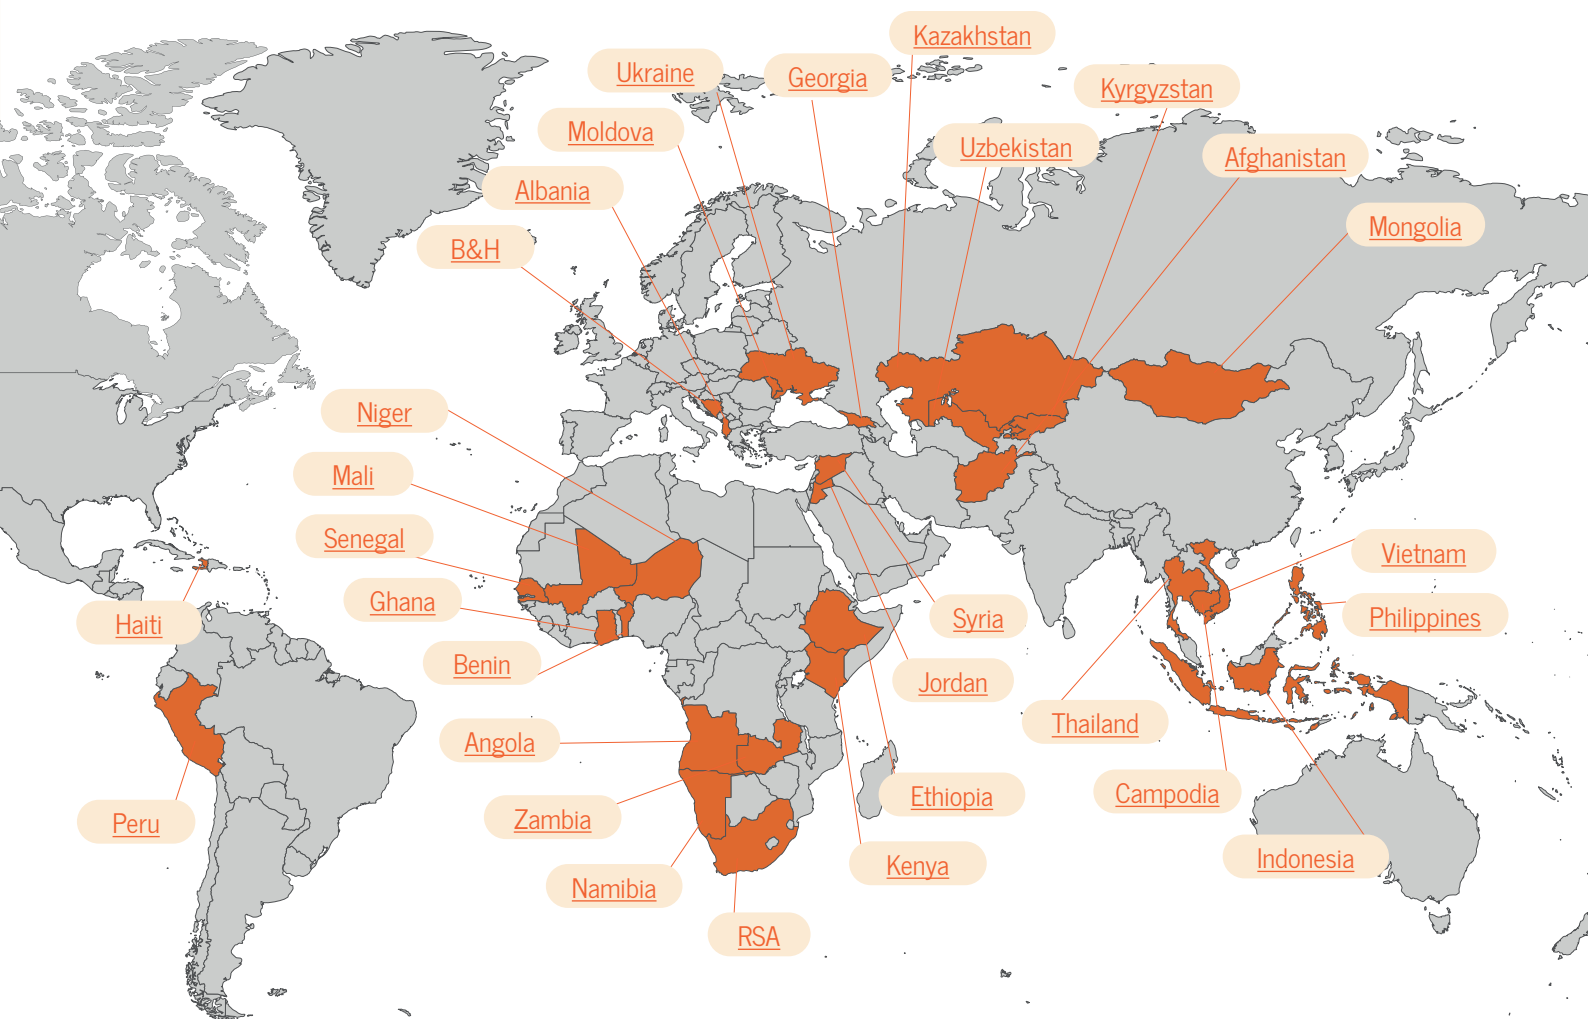 Kazakhstan
Ukraine
Georgia
Kyrgyzstan
Moldova
Uzbekistan
Afghanistan
Albania
Mongolia
B&H
Niger
Mali
Senegal
Vietnam
Ghana
Syria
Philippines
Haiti
Benin
Jordan
Thailand
Angola
Ethiopia
Campodia
Zambia
Peru
Indonesia
Kenya
Namibia
RSA